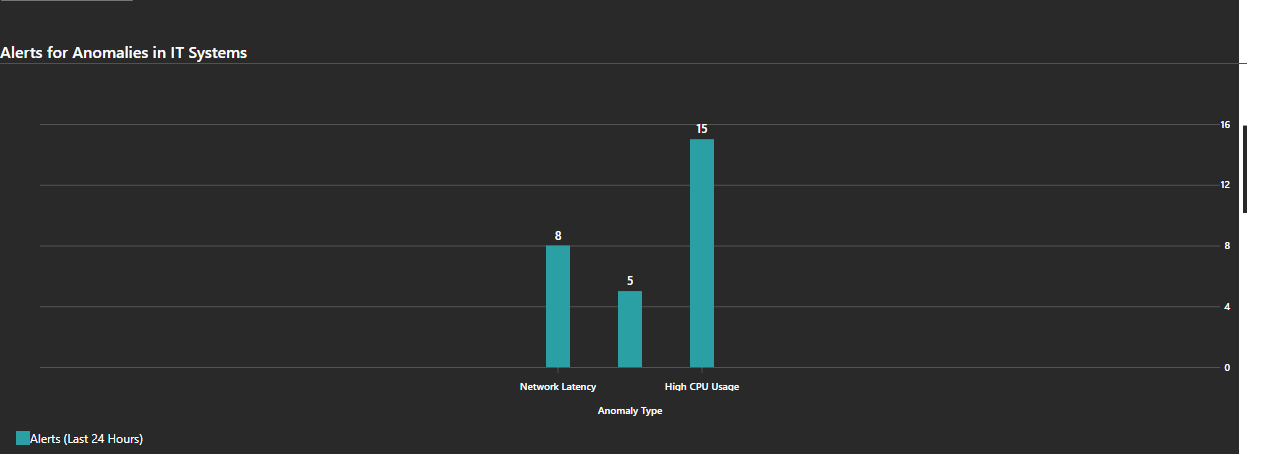 Alerts for Anomalies in IT Systems
16
15
12
8
8
5
4
0
Network Latency
High CPU Usage
Anomaly Type
Alerts (Last 24 Hours)